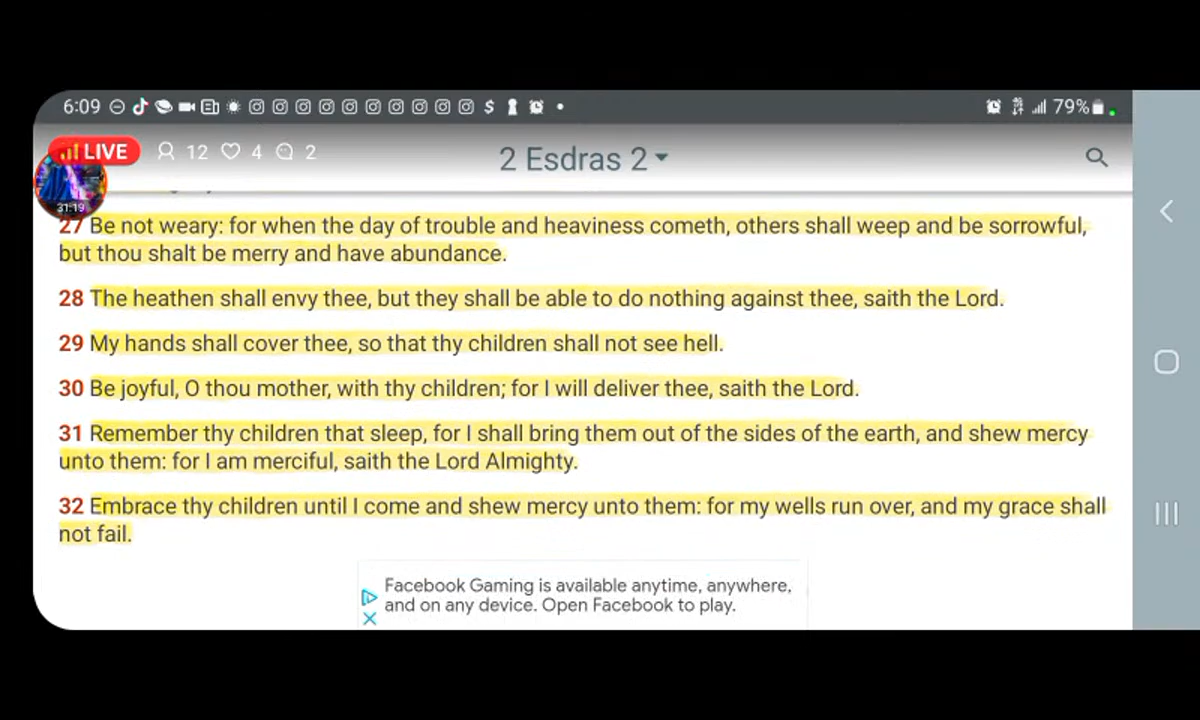 6:09 $ 79%
LIVE 12 4 2
2 Esdras 2
31:19
27 Be not weary: for when the day of trouble and heaviness cometh, others shall weep and be sorrowful,
but thou shalt be merry and have abundance.
28 The heathen shall envy thee, but they shall be able to do nothing against thee, saith the Lord.
29 My hands shall cover thee, so that thy children shall not see hell.
30 Be joyful, O thou mother, with thy children; for I will deliver thee, saith the Lord.
31 Remember thy children that sleep, for I shall bring them out of the sides of the earth, and shew mercy
unto them: for I am merciful, saith the Lord Almighty.
32 Embrace thy children until I come and shew mercy unto them: for my wells run over, and my grace shall
not fail.
Facebook Gaming is available anytime, anywhere,
and on any device. Open Facebook to play.